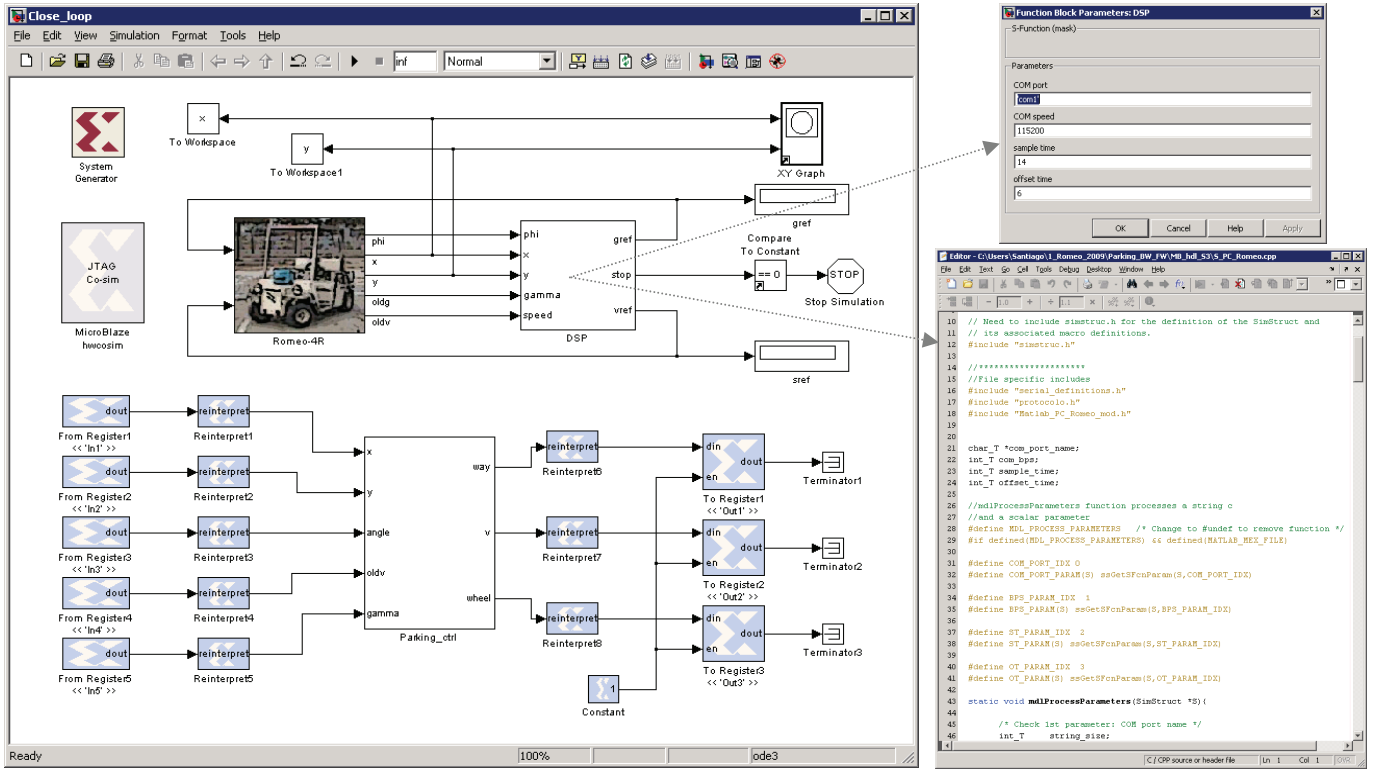 Close_loop
File Edit View Simulation Format Tools Help
inf Normal
System
Generator
x
To Workspace
y
To Workspace1
XY Graph
gref
JTAG
Co-sim
MicroBlaze
hwcosim
phi
x
y
oldg
oldv
Romeo-4R
phi
x
y
gamma
speed
gref
stop
vref
DSP
Compare
To Constant
== 0
STOP
Stop Simulation
sref
dout
From Register1
<< 'In1' >>
reinterpret
Reinterpret1
dout
From Register2
<< 'In2' >>
reinterpret
Reinterpret2
dout
From Register3
<< 'In3' >>
reinterpret
Reinterpret3
dout
From Register4
<< 'In4' >>
reinterpret
Reinterpret4
dout
From Register5
<< 'In5' >>
reinterpret
Reinterpret5
x
y
angle
oldv
gamma
way
v
wheel
Parking_ctrl
reinterpret
Reinterpret6
reinterpret
Reinterpret7
reinterpret
Reinterpret8
1
Constant
din
en
dout
To Register1
<< 'Out1' >>
Terminator1
din
en
dout
To Register2
<< 'Out2' >>
Terminator2
din
en
dout
To Register3
<< 'Out3' >>
Terminator3
Ready 100% ode3
Function Block Parameters: DSP
S-Function (mask)
Parameters
COM port
'com1'
COM speed
115200
sample time
14
offset time
6
OK Cancel Help Apply
Editor - C:\Users\Santiago\1_Romeo_2009\Parking_BW_FW\MB_hdl_S3\S_PC_Romeo.cpp
File Edit Text Go Cell Tools Debug Desktop Window Help
1.0 1.1
10 // Need to include simstruc.h for the definition of the SimStruct and
11 // its associated macro definitions.
12 #include "simstruc.h"
13
14 //*********************
15 //File specific includes
16 #include "serial_definitions.h"
17 #include "protocolo.h"
18 #include "Matlab_PC_Romeo_mod.h"
19
20
21 char_T *com_port_name;
22 int_T com_bps;
23 int_T sample_time;
24 int_T offset_time;
25
26 //mdlProcessParameters function processes a string c
27 //and a scalar parameter
28 #define MDL_PROCESS_PARAMETERS /* Change to #undef to remove function */
29 #if defined(MDL_PROCESS_PARAMETERS) && defined(MATLAB_MEX_FILE)
30
31 #define COM_PORT_IDX 0
32 #define COM_PORT_PARAM(S) ssGetSFcnParam(S,COM_PORT_IDX)
33
34 #define BPS_PARAM_IDX 1
35 #define BPS_PARAM(S) ssGetSFcnParam(S,BPS_PARAM_IDX)
36
37 #define ST_PARAM_IDX 2
38 #define ST_PARAM(S) ssGetSFcnParam(S,ST_PARAM_IDX)
39
40 #define OT_PARAM_IDX 3
41 #define OT_PARAM(S) ssGetSFcnParam(S,OT_PARAM_IDX)
42
43 static void mdlProcessParameters(SimStruct *S){
44
45 /* Check 1st parameter: COM port name */
46 int_T string_size;
C / CPP source or header file Ln 1 Col 1 OVR